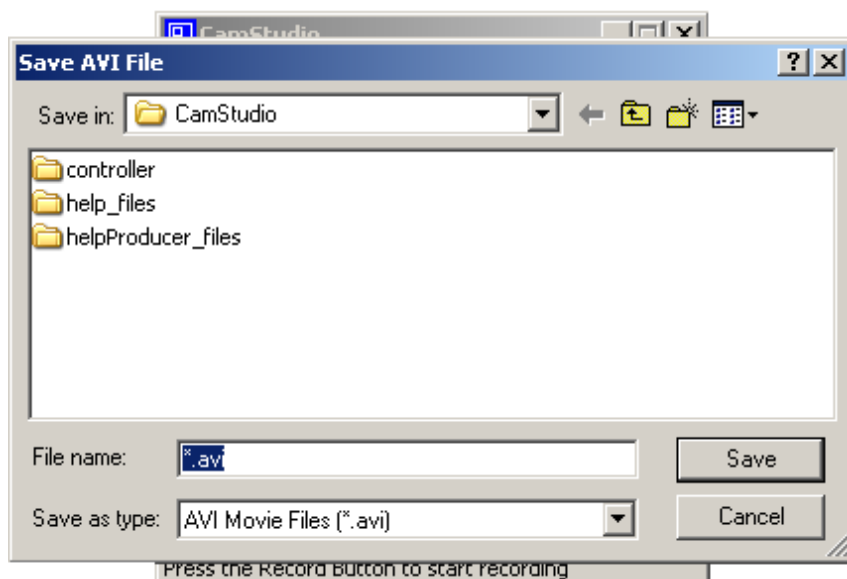 CamStudio
Save AVI File
Save in: CamStudio
controller
help_files
helpProducer_files
File name: *.avi Save
Save as type: AVI Movie Files (*.avi) Cancel
Press the Record Button to start recording